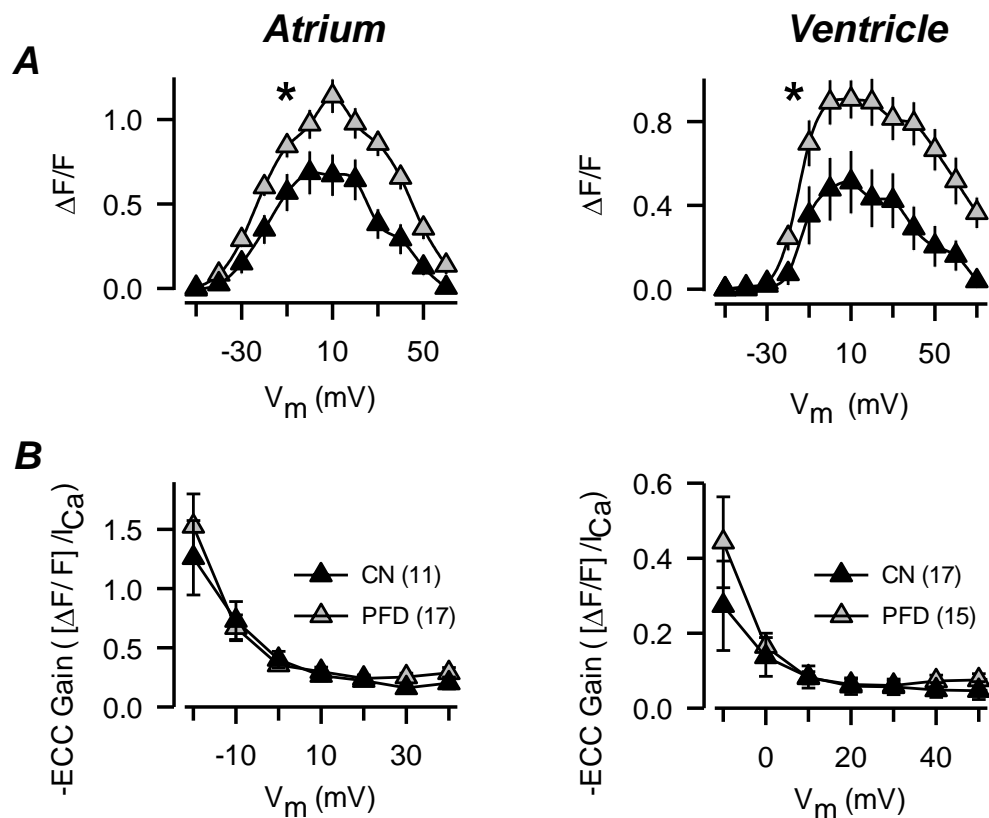 Atrium
Ventricle
A
*
*
ΔF/F
1.0
0.5
0.0
-30 10 50
Vm (mV)
ΔF/F
0.8
0.4
0.0
-30 10 50
Vm (mV)
B
-ECC Gain ( [ΔF/ F] /ICa)
1.5
1.0
0.5
0.0
CN (11)
PFD (17)
-10 10 30
Vm (mV)
-ECC Gain ( [ΔF/F] /ICa)
0.6
0.4
0.2
0.0
CN (17)
PFD (15)
0 20 40
Vm (mV)